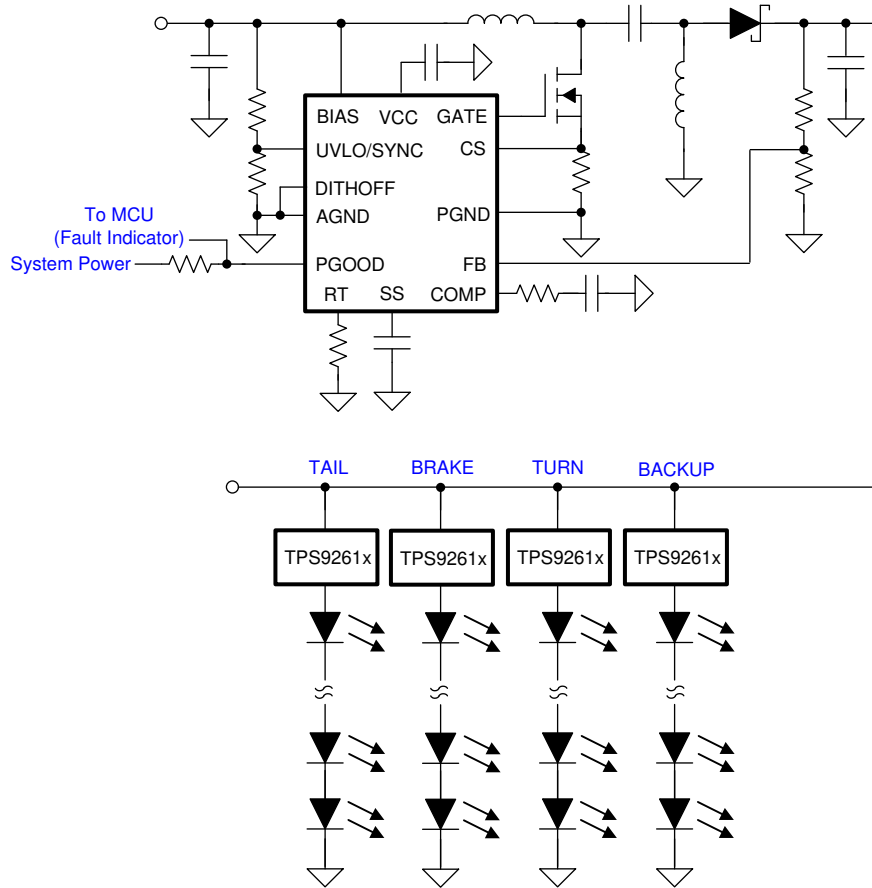 BIAS VCC GATE
UVLO/SYNC CS
DITHOFF
AGND PGND
To MCU
(Fault Indicator)
System Power
PGOOD FB
RT SS COMP
TAIL BRAKE TURN BACKUP
TPS9261x TPS9261x TPS9261x TPS9261x